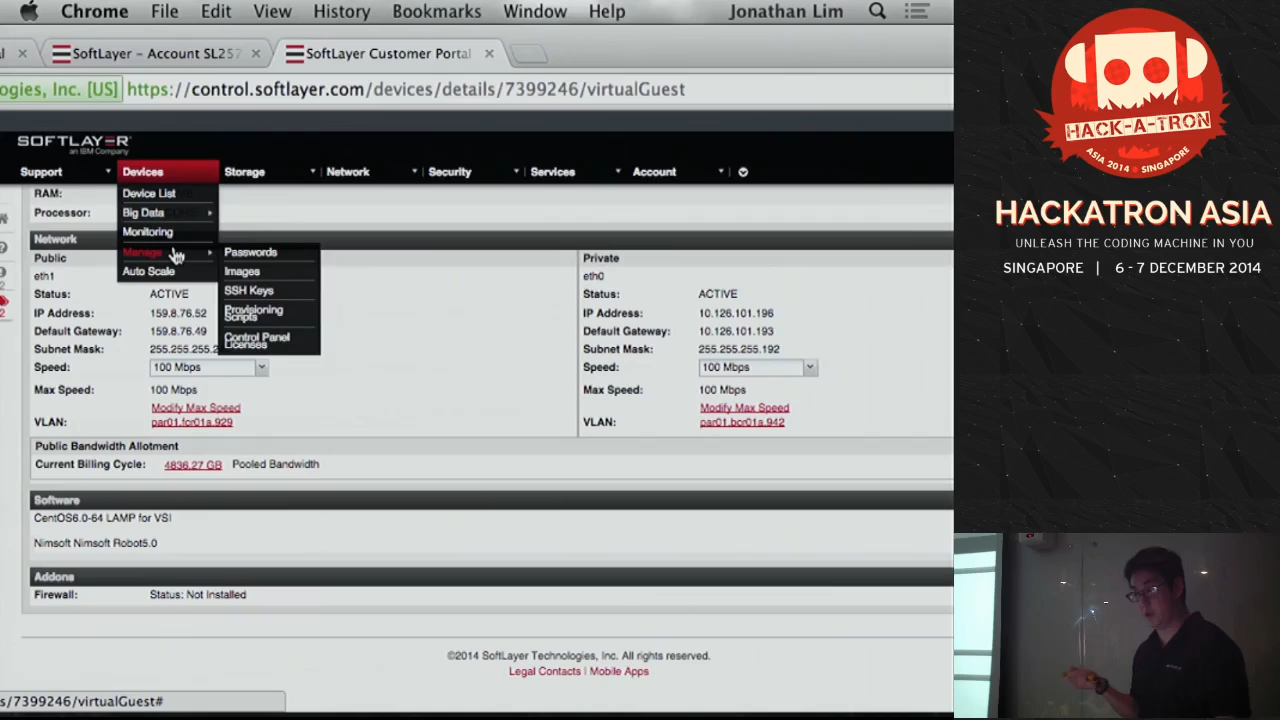 Chrome File Edit View History Bookmarks Window Help Jonathan Lim
SoftLayer – Account SL257
SoftLayer Customer Portal
ogies, Inc. [US] https://control.softlayer.com/devices/details/7399246/virtualGuest
SOFTLAYER
an IBM Company
Support Devices Storage Network Security Services Account
RAM:
Processor:
Device List
Big Data
Monitoring
Manage
Auto Scale
Passwords
Images
SSH Keys
Provisioning
Scripts
Control Panel
Licenses
Network
Public
eth1
Status: ACTIVE
IP Address: 159.8.76.52
Default Gateway: 159.8.76.49
Subnet Mask: 255.255.255.2
Speed: 100 Mbps
Max Speed: 100 Mbps
Modify Max Speed
VLAN: par01.fcr01a.929
Private
eth0
ACTIVE
Status:
IP Address: 10.126.101.196
Default Gateway: 10.126.101.193
Subnet Mask: 255.255.255.192
Speed: 100 Mbps
Max Speed: 100 Mbps
Modify Max Speed
VLAN: par01.bcr01a.942
Public Bandwidth Allotment
Current Billing Cycle: 4836.27 GB Pooled Bandwidth
Software
CentOS6.0-64 LAMP for VSI
Nimsoft Nimsoft Robot5.0
Addons
Firewall: Status: Not Installed
©2014 SoftLayer Technologies, Inc. All rights reserved.
Legal Contacts | Mobile Apps
s/7399246/virtualGuest#
HACK-A-TRON
ASIA 2014 SINGAPORE
HACKATRON ASIA
UNLEASH THE CODING MACHINE IN YOU
SINGAPORE | 6 - 7 DECEMBER 2014